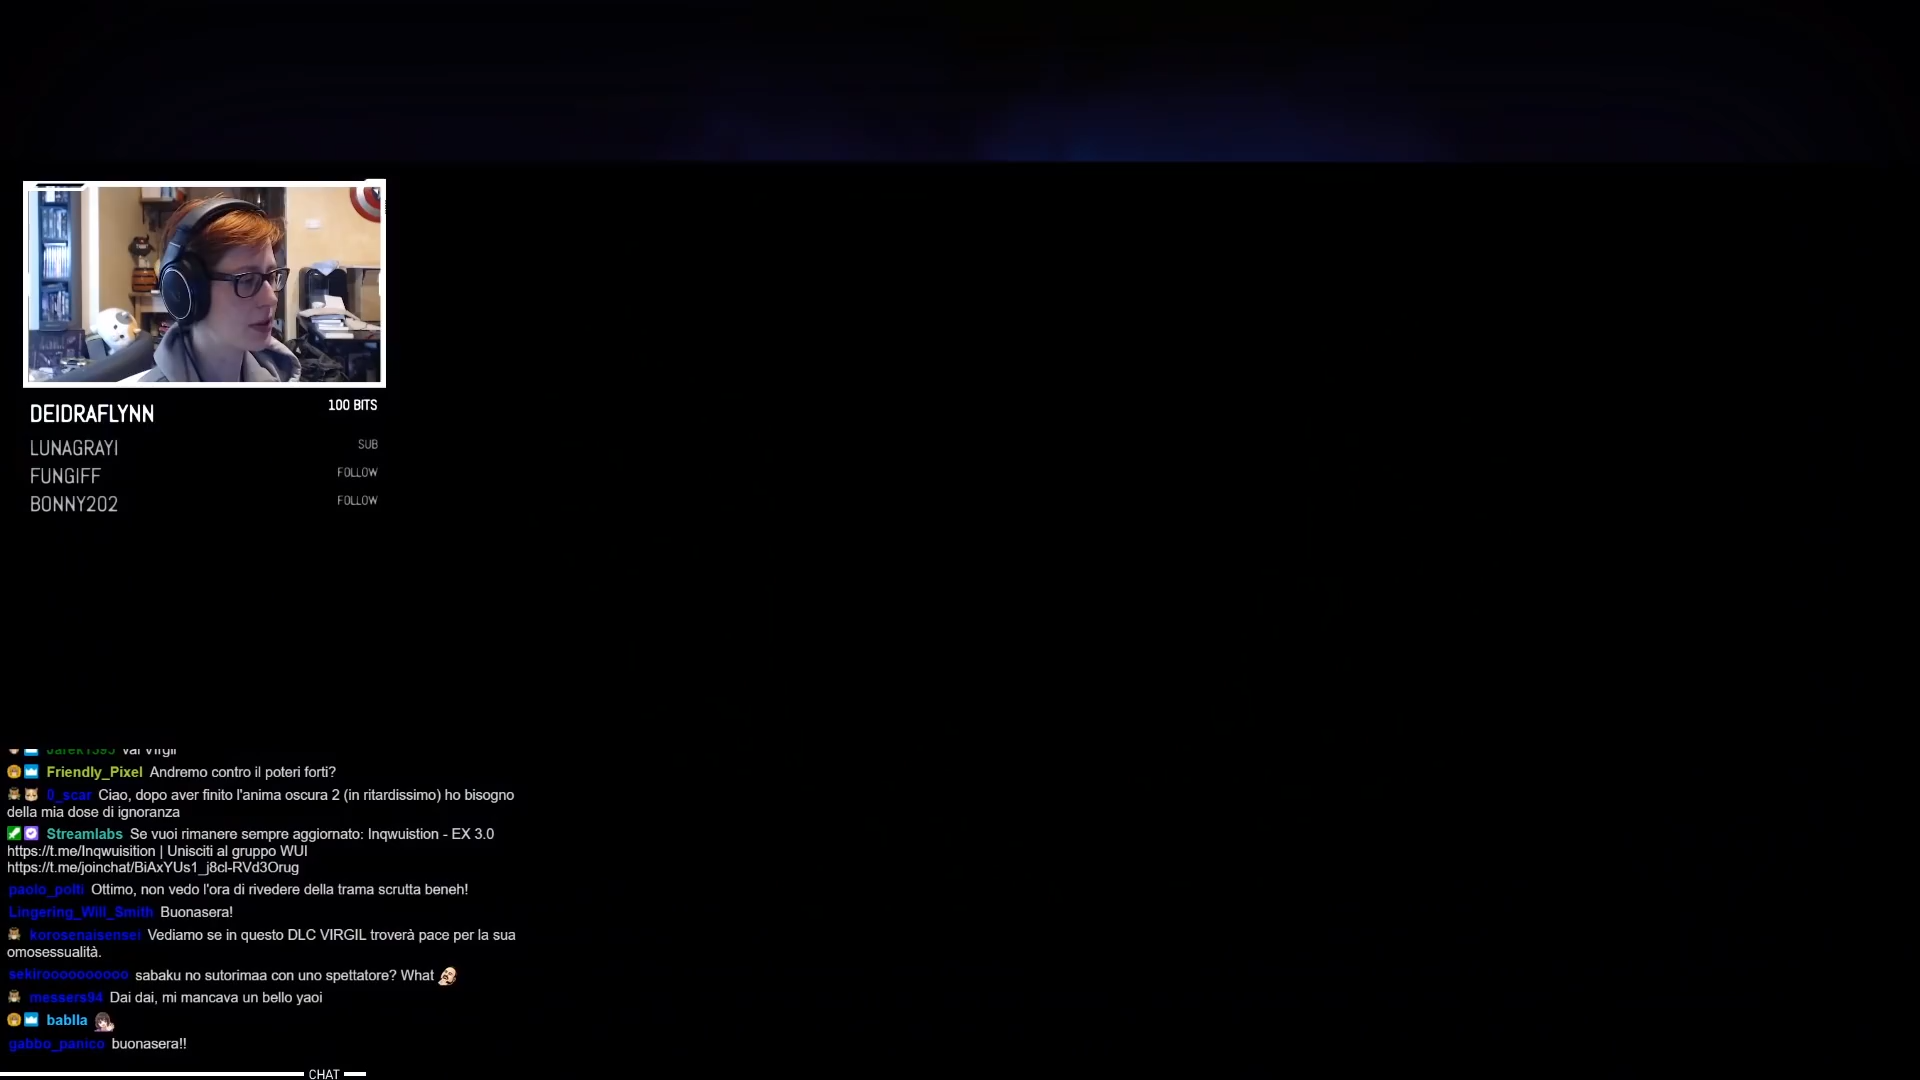 DEIDRAFLYNN 100 BITS
LUNAGRAYI SUB
FUNGIFF FOLLOW
BONNY202 FOLLOW
Jarek1395 Vai Virgil
Friendly_Pixel Andremo contro il poteri forti?
0_scar Ciao, dopo aver finito l'anima oscura 2 (in ritardissimo) ho bisogno
della mia dose di ignoranza
Streamlabs Se vuoi rimanere sempre aggiornato: Inqwuistion - EX 3.0
https://t.me/Inqwuisition | Unisciti al gruppo WUI
https://t.me/joinchat/BiAxYUs1_j8cl-RVd3Orug
paolo_polti Ottimo, non vedo l'ora di rivedere della trama scrutta beneh!
Lingering_Will_Smith Buonasera!
korosenaisensei Vediamo se in questo DLC VIRGIL troverà pace per la sua
omosessualità.
sekiroooooooooo sabaku no sutorimaa con uno spettatore? What
messers94 Dai dai, mi mancava un bello yaoi
bablla
gabbo_panico buonasera!!
CHAT